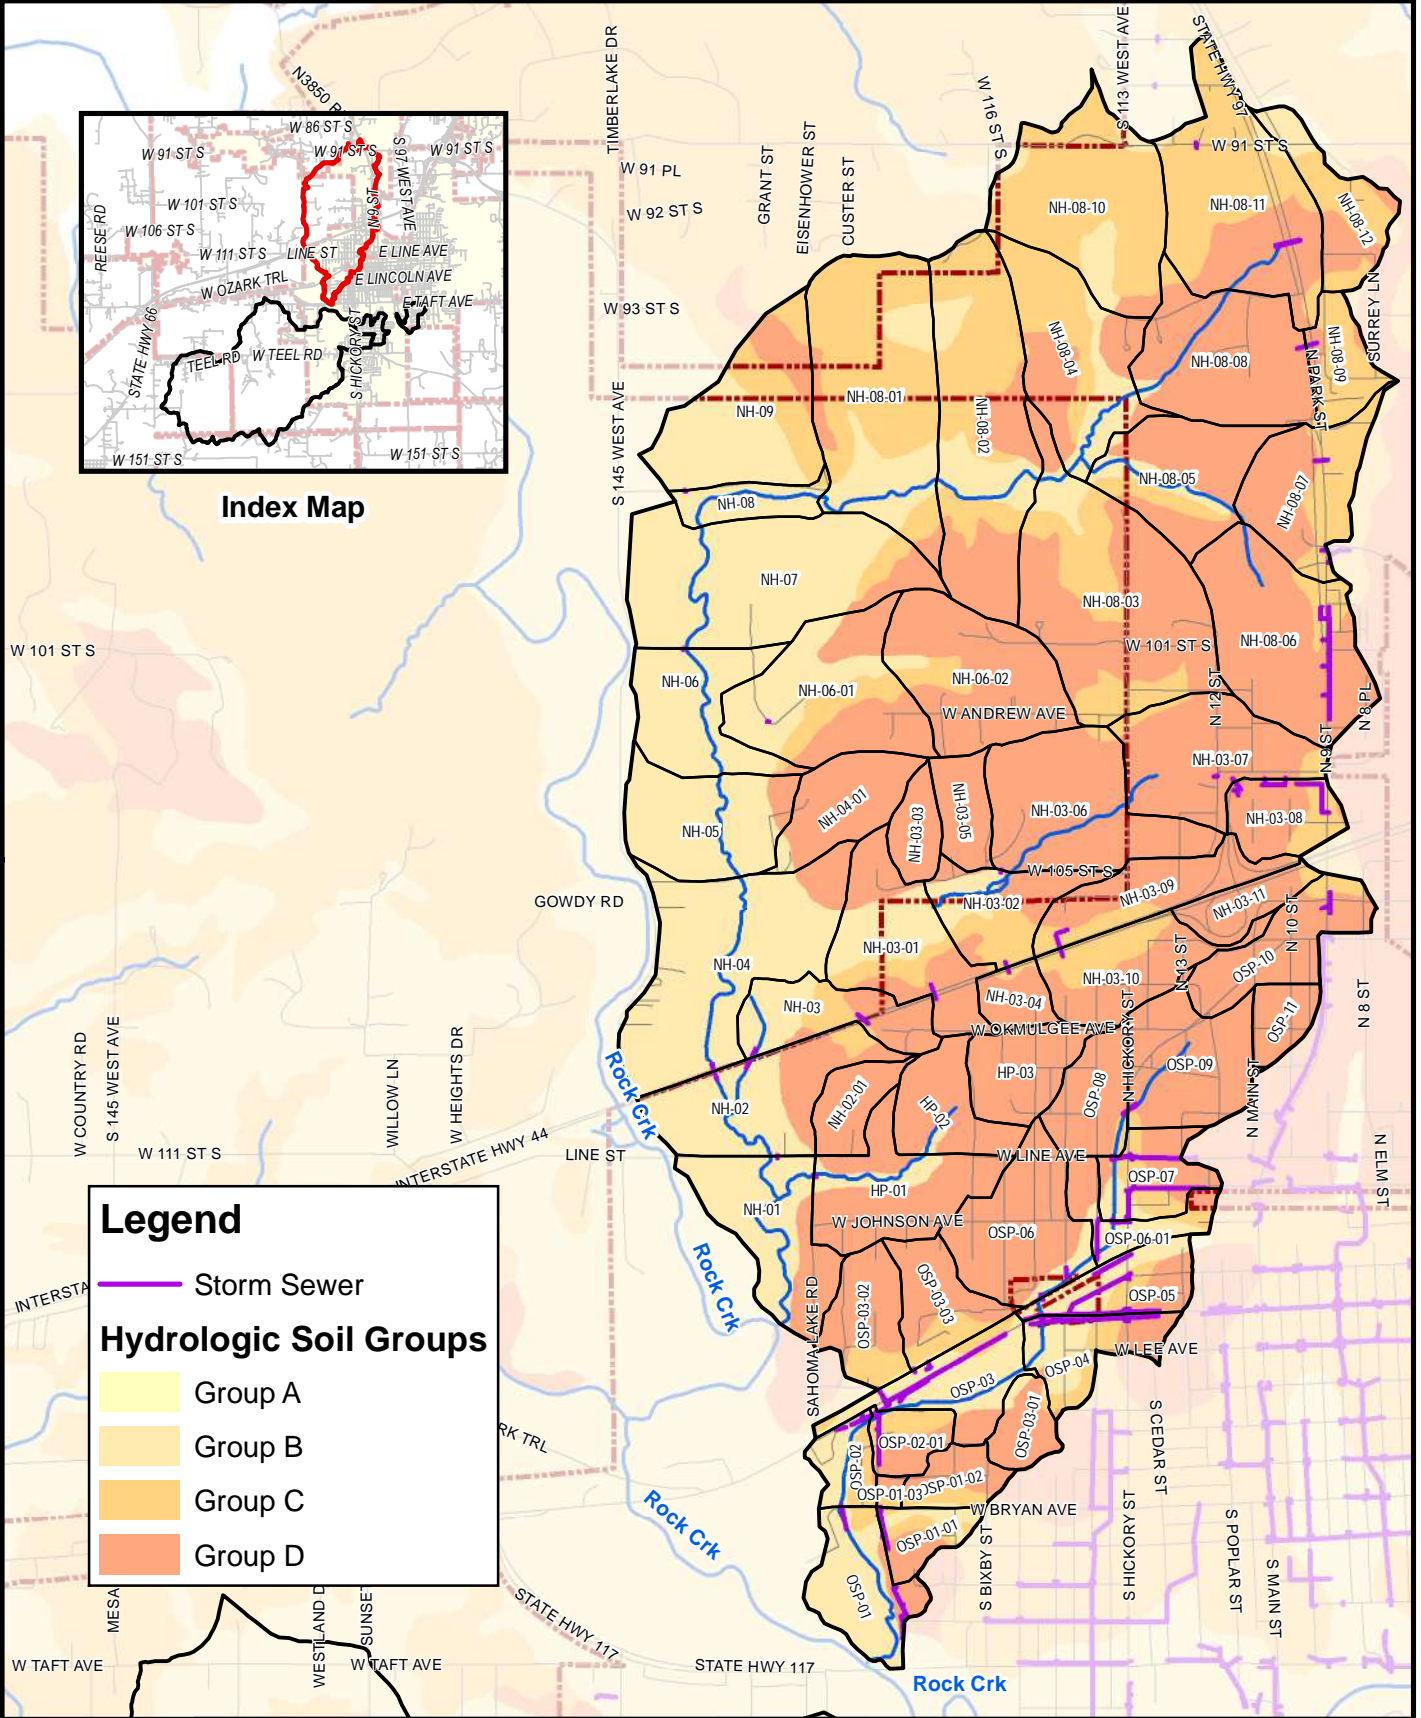 N3850 R
TIMBERLAKE DR
W 116 ST S
S 113 WEST AVE
STATE HWY 97
W 86 ST S
W 91 ST S
W 91 ST S
S 97 WEST AVE
W 91 ST S
W 101 ST S
N 9 ST
REESE RD
W 106 ST S
W 111 ST S
LINE ST
E LINE AVE
W OZARK TRL
E LINCOLN AVE
E TAFT AVE
STATE HWY 66
TEEL RD
W TEEL RD
S HICKORY ST
W 151 ST S
W 151 ST S
Index Map
W 91 PL
W 92 ST S
GRANT ST
EISENHOWER ST
CUSTER ST
W 93 ST S
S 145 WEST AVE
W 91 ST S
NH-08-10
NH-08-11
NH-08-12
SURREY LN
NH-08-04
NH-08-08
NH-08-09
N PARK ST
NH-09
NH-08-01
NH-08-02
NH-08-05
NH-08-07
NH-08
NH-07
NH-08-03
NH-08-06
W 101 ST S
W 101 ST S
NH-06
NH-06-01
NH-06-02
W ANDREW AVE
N 12 ST
N 8 PL
N 9 ST
NH-03-07
NH-05
NH-04-01
NH-03-03
NH-03-05
NH-03-06
NH-03-08
W 105 ST S
GOWDY RD
NH-03-02
NH-03-09
NH-03-11
N 10 ST
NH-03-01
NH-04
NH-03
NH-03-04
NH-03-10
N 13 ST
OSP-10
OSP-11
N 8 ST
W OKMULGEE AVE
N HICKORY ST
W COUNTRY RD
S 145 WEST AVE
WILLOW LN
W HEIGHTS DR
Rock Crk
NH-02
NH-02-01
HP-02
HP-03
OSP-08
OSP-09
N MAIN ST
N ELM ST
W 111 ST S
INTERSTATE HWY 44
LINE ST
W LINE AVE
HP-01
OSP-07
NH-01
W JOHNSON AVE
OSP-06
OSP-06-01
Rock Crk
INTERSTA
SAHOMA LAKE RD
OSP-03-02
OSP-03-03
OSP-05
W LEE AVE
OSP-04
OSP-03
OSP-03-01
S CEDAR ST
Legend
Storm Sewer
Hydrologic Soil Groups
Group A
Group B
Group C
Group D
RK TRL
OSP-02
OSP-02-01
OSP-01-02
OSP-01-03
W BRYAN AVE
OSP-01-01
OSP-01
Rock Crk
S BIXBY ST
S HICKORY ST
S POPLAR ST
S MAIN ST
MESA
WESTLAND D
SUNSET
STATE HWY 117
W TAFT AVE
W TAFT AVE
STATE HWY 117
Rock Crk